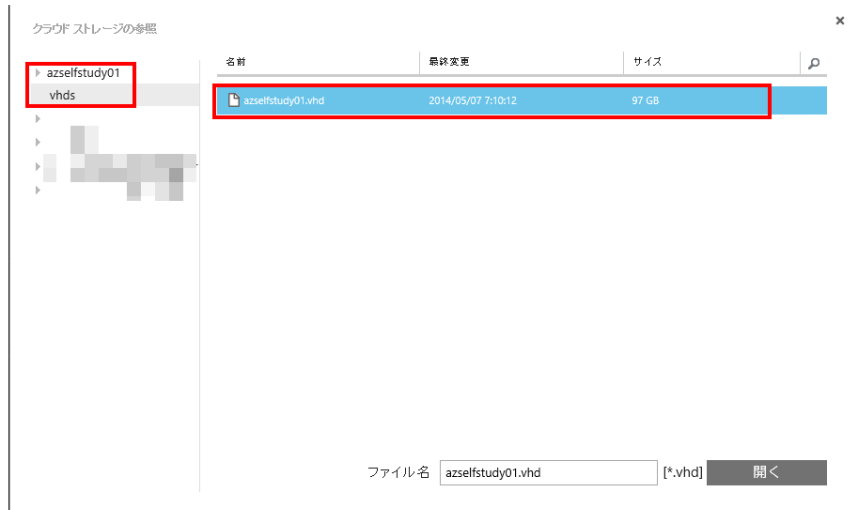 クラウド ストレージの参照
azselfstudy01
vhds
名前 最終変更 サイズ
azselfstudy01.vhd 2014/05/07 7:10:12 97 GB
ファイル名 azselfstudy01.vhd [*.vhd] 開く